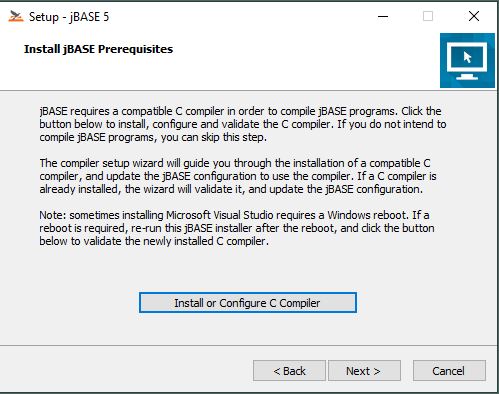 Setup - jBASE 5
Install jBASE Prerequisites
jBASE requires a compatible C compiler in order to compile jBASE programs. Click the
button below to install, configure and validate the C compiler. If you do not intend to
compile jBASE programs, you can skip this step.
The compiler setup wizard will guide you through the installation of a compatible C
compiler, and update the jBASE configuration to use the compiler. If a C compiler is
already installed, the wizard will validate it, and update the jBASE configuration.
Note: sometimes installing Microsoft Visual Studio requires a Windows reboot. If a
reboot is required, re-run this jBASE installer after the reboot, and click the button
below to validate the newly installed C compiler.
Install or Configure C Compiler
< Back
Next >
Cancel